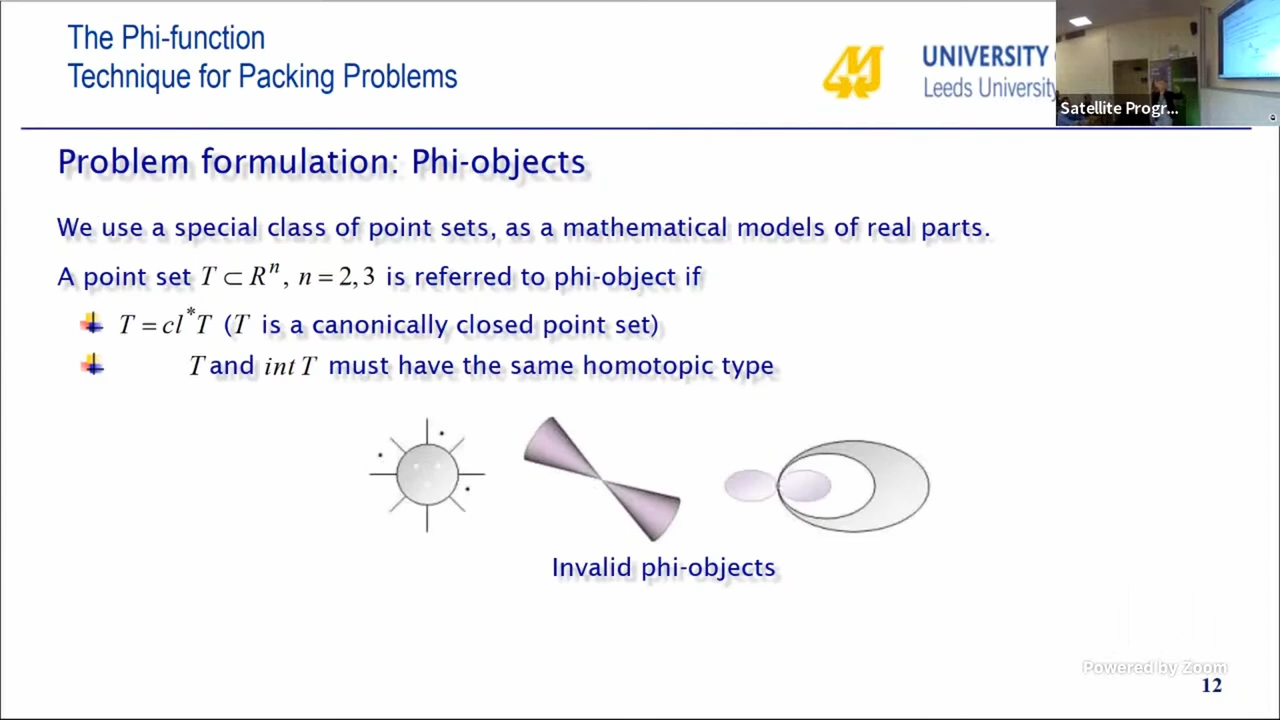 The Phi-function
Technique for Packing Problems
UNIVERSITY
Leeds University
Satellite Progr...
Problem formulation: Phi-objects
We use a special class of point sets, as a mathematical models of real parts.
A point set T ⊂ Rⁿ, n = 2, 3 is referred to phi-object if
T = cl*T (T is a canonically closed point set)
T and int T must have the same homotopic type
Invalid phi-objects
Powered by Zoom
12